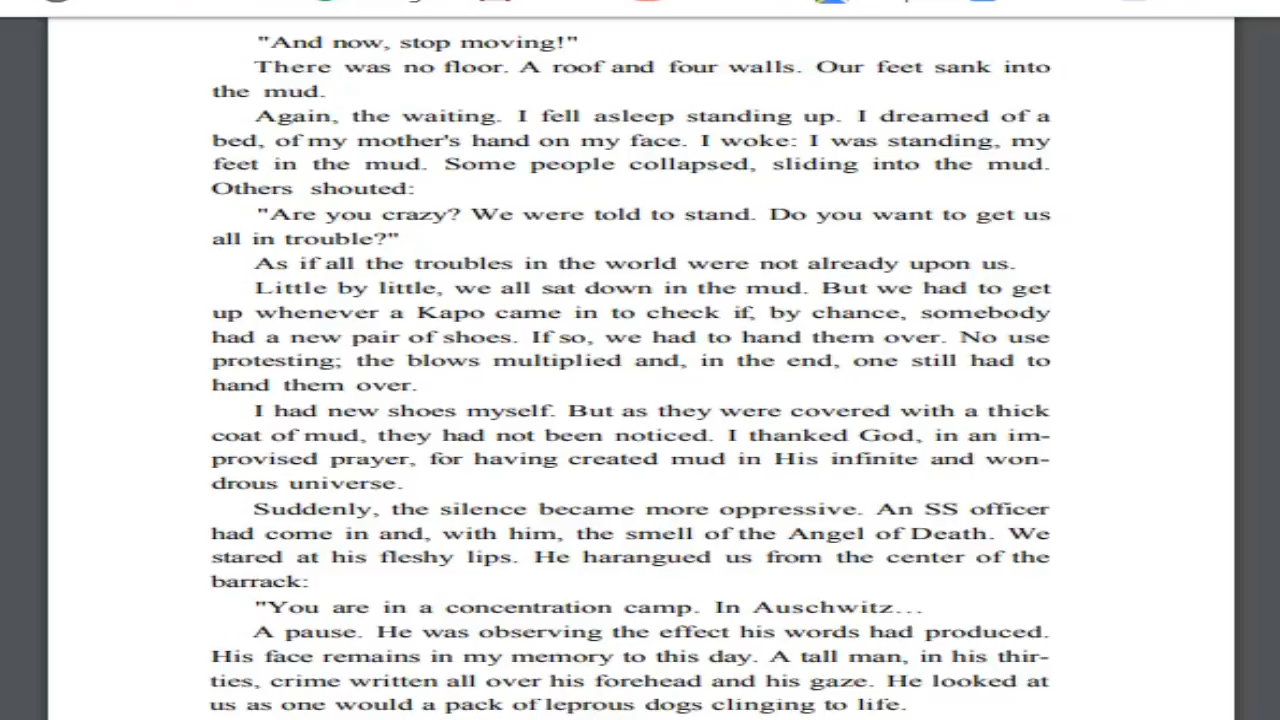 "And now, stop moving!"
There was no floor. A roof and four walls. Our feet sank into
the mud.
Again, the waiting. I fell asleep standing up. I dreamed of a
bed, of my mother's hand on my face. I woke: I was standing, my
feet in the mud. Some people collapsed, sliding into the mud.
Others shouted:
"Are you crazy? We were told to stand. Do you want to get us
all in trouble?"
As if all the troubles in the world were not already upon us.
Little by little, we all sat down in the mud. But we had to get
up whenever a Kapo came in to check if, by chance, somebody
had a new pair of shoes. If so, we had to hand them over. No use
protesting; the blows multiplied and, in the end, one still had to
hand them over.
I had new shoes myself. But as they were covered with a thick
coat of mud, they had not been noticed. I thanked God, in an im-
provised prayer, for having created mud in His infinite and won-
drous universe.
Suddenly, the silence became more oppressive. An SS officer
had come in and, with him, the smell of the Angel of Death. We
stared at his fleshy lips. He harangued us from the center of the
barrack:
"You are in a concentration camp. In Auschwitz...
A pause. He was observing the effect his words had produced.
His face remains in my memory to this day. A tall man, in his thir-
ties, crime written all over his forehead and his gaze. He looked at
us as one would a pack of leprous dogs clinging to life.